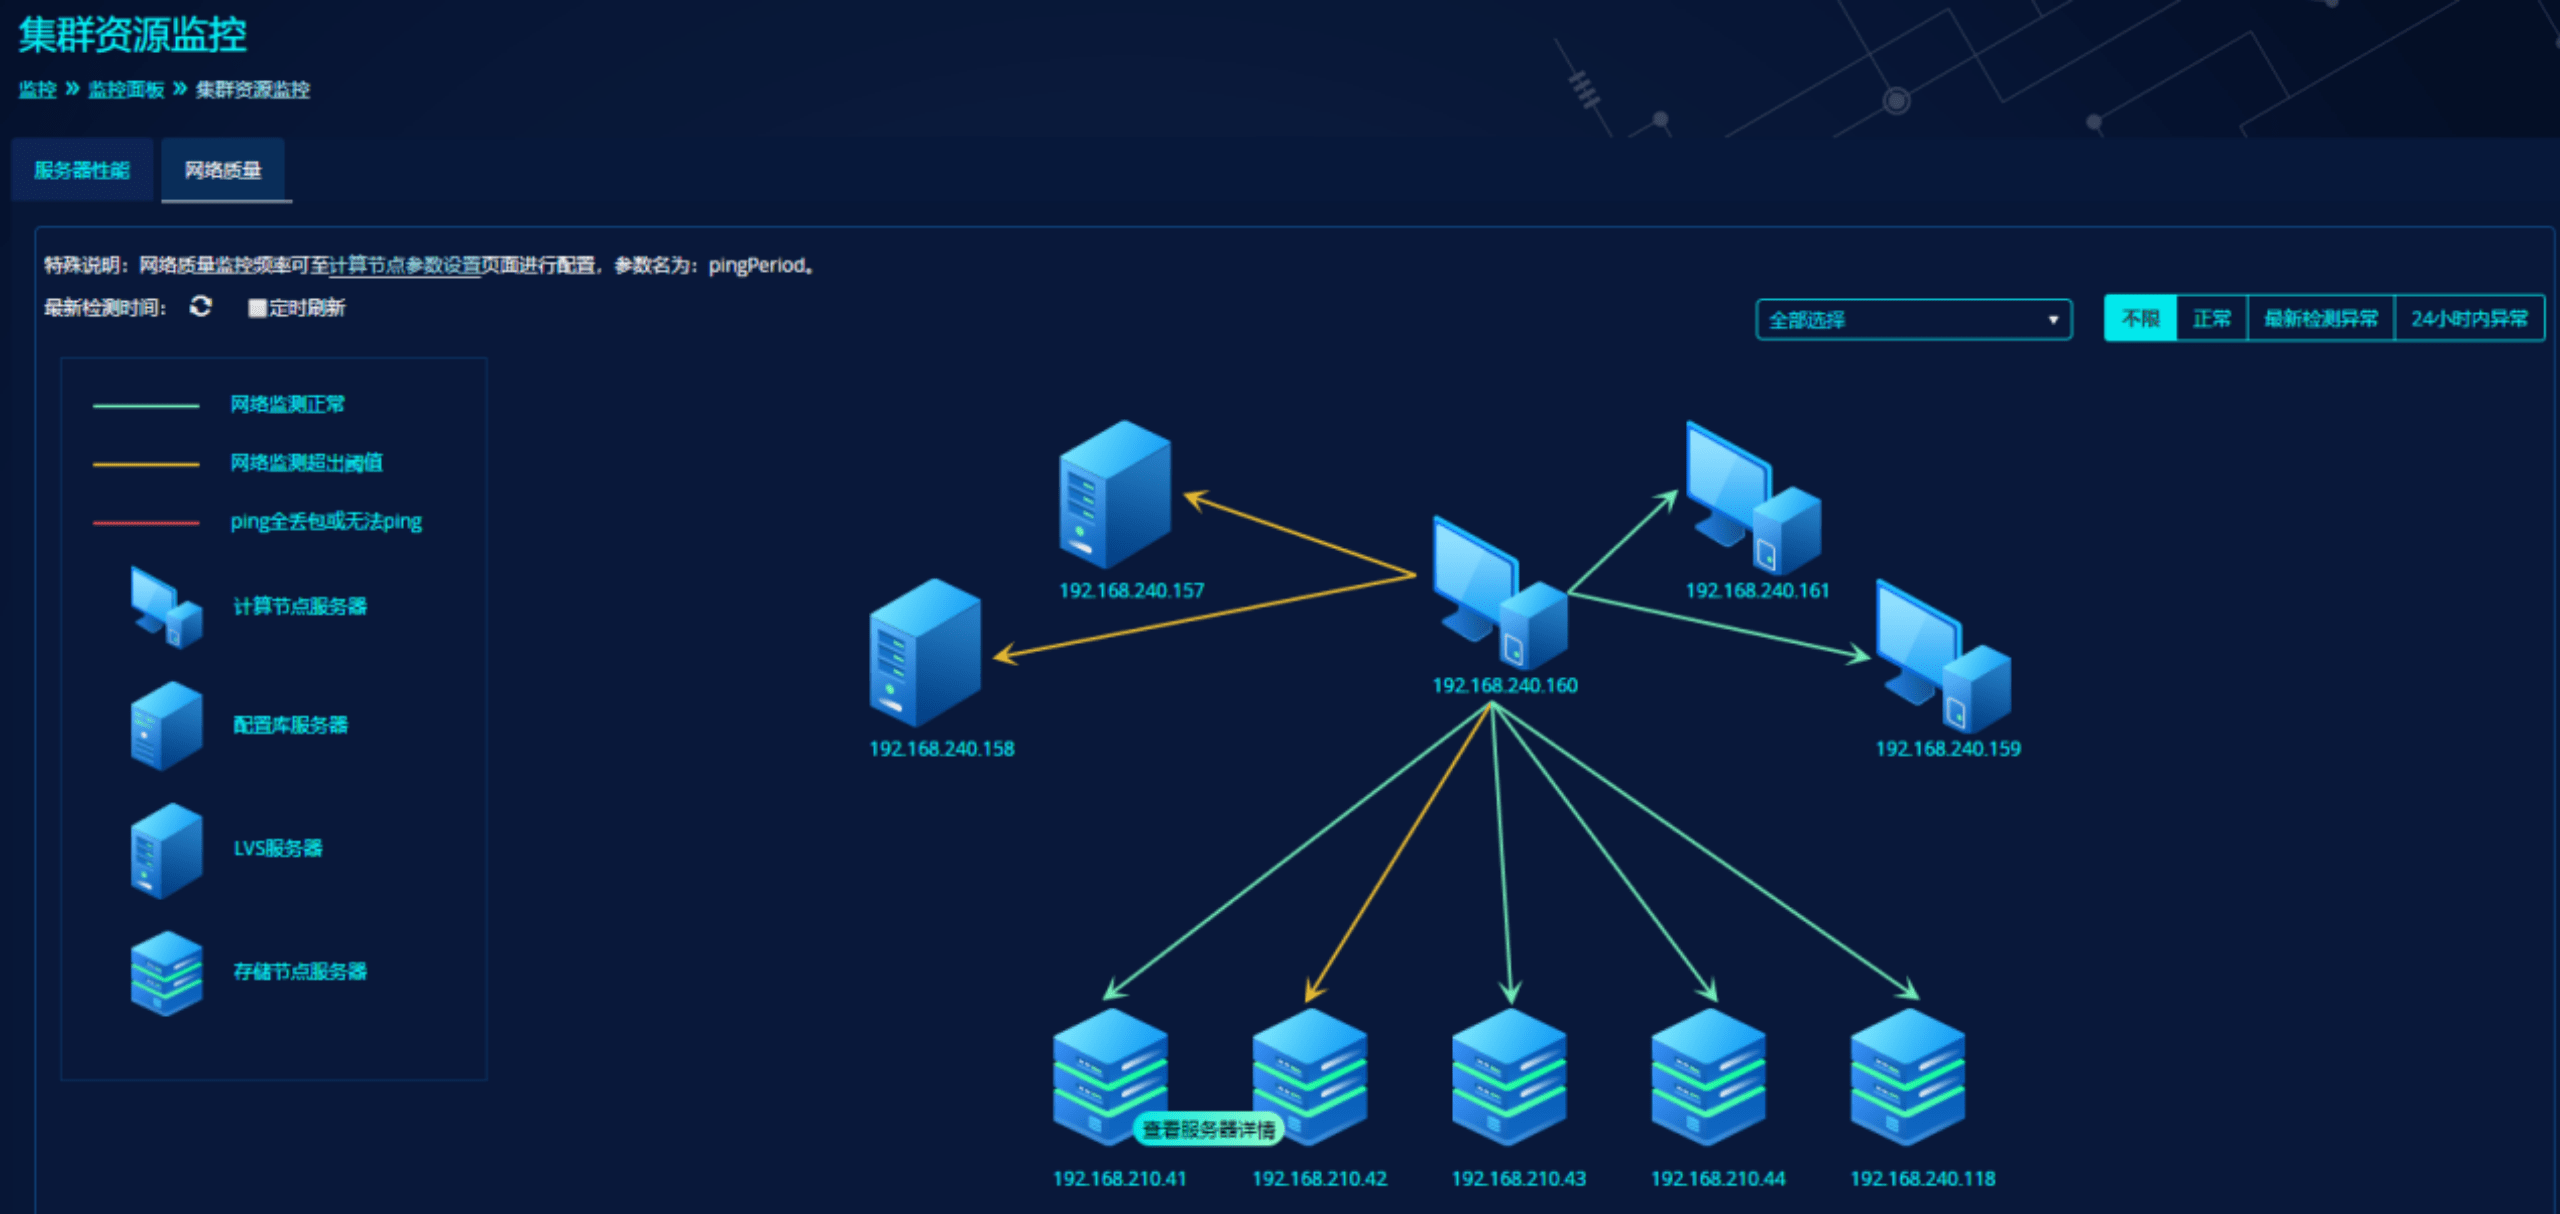 集群资源监控
监控 » 监控面板 » 集群资源监控
服务器性能
网络质量
特殊说明：网络质量监控频率可至计算节点参数设置页面进行配置，参数名为：pingPeriod。
最新检测时间：
定时刷新
全部选择
不限
正常
最新检测异常
24小时内异常
网络监测正常
网络监测超出阈值
ping全丢包或无法ping
计算节点服务器
配置库服务器
LVS服务器
存储节点服务器
192.168.240.157
192.168.240.161
192.168.240.160
192.168.240.158
192.168.240.159
查看服务器详情
192.168.210.41
192.168.210.42
192.168.210.43
192.168.210.44
192.168.240.118